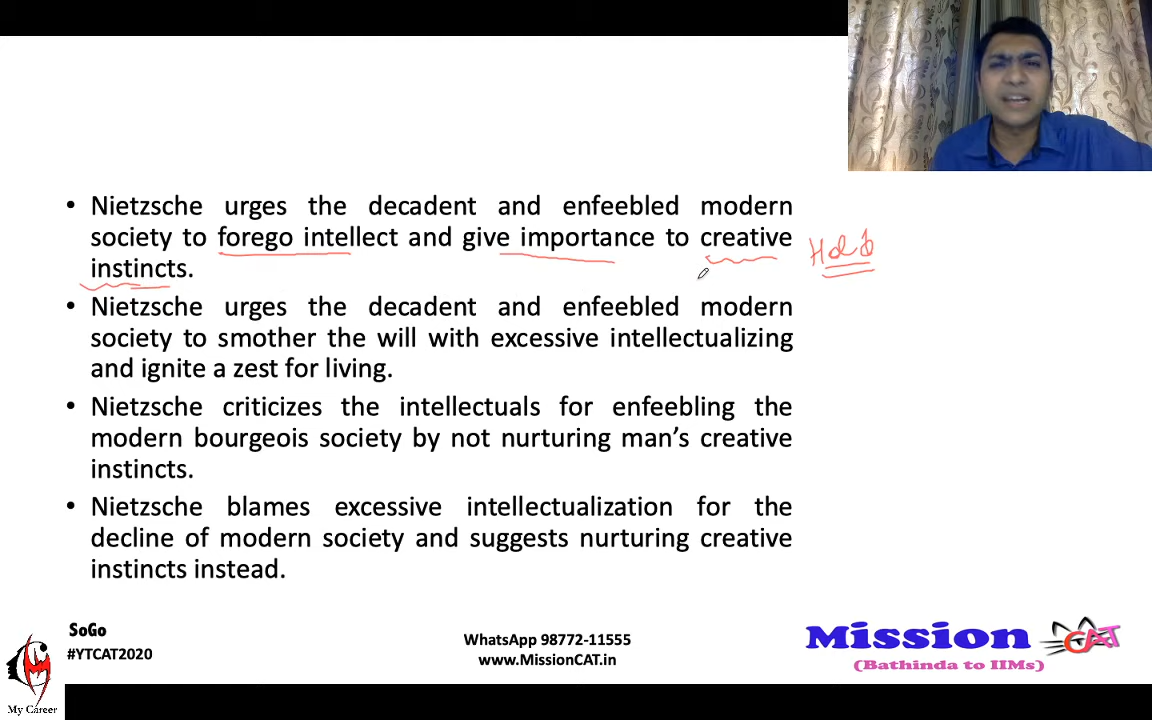 • Nietzsche urges the decadent and enfeebled modern
society to forego intellect and give importance to creative
instincts.
Hold
• Nietzsche urges the decadent and enfeebled modern
society to smother the will with excessive intellectualizing
and ignite a zest for living.
• Nietzsche criticizes the intellectuals for enfeebling the
modern bourgeois society by not nurturing man's creative
instincts.
• Nietzsche blames excessive intellectualization for the
decline of modern society and suggests nurturing creative
instincts instead.
SoGo
#YTCAT2020
WhatsApp 98772-11555
www.MissionCAT.in
Mission CAT
(Bathinda to IIMs)
My Career